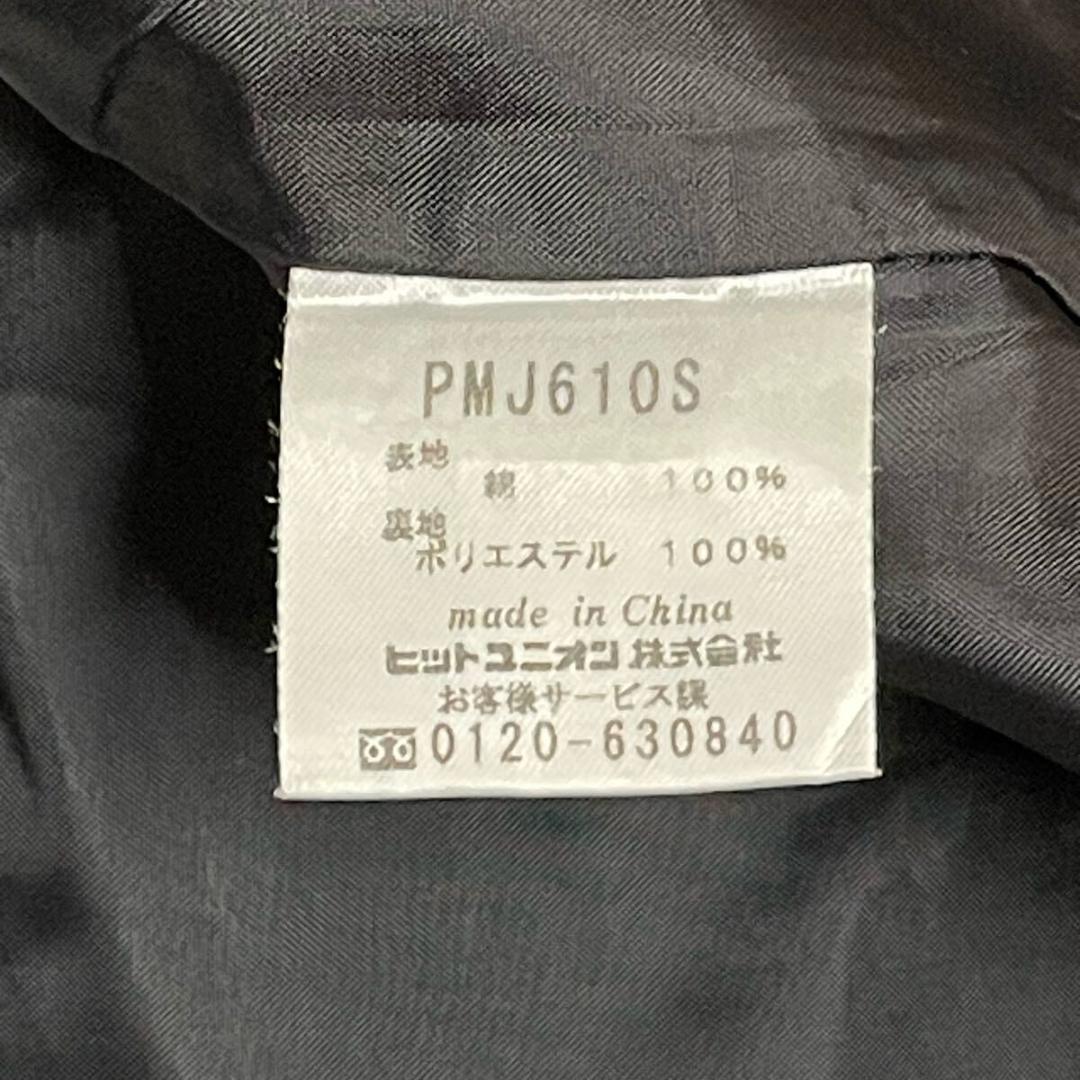 PMJ610S
表地
綿 100%
裏地
ポリエステル 100%
made in China
ヒットユニオン株式会社
お客様サービス課
0120-630840